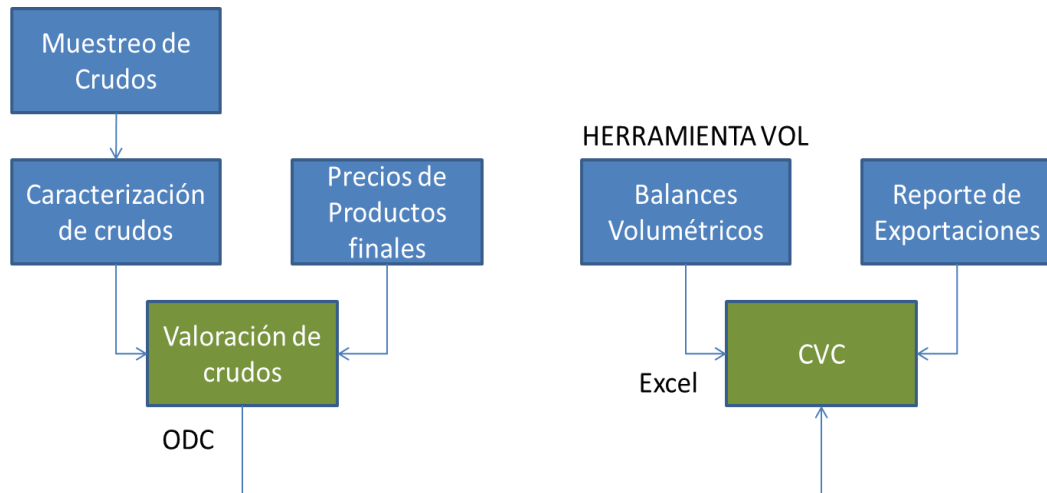 Muestreo de
Crudos
HERRAMIENTA VOL
Caracterización
de crudos
Precios de
Productos
finales
Balances
Volumétricos
Reporte de
Exportaciones
Valoración de
crudos
CVC
Excel
ODC